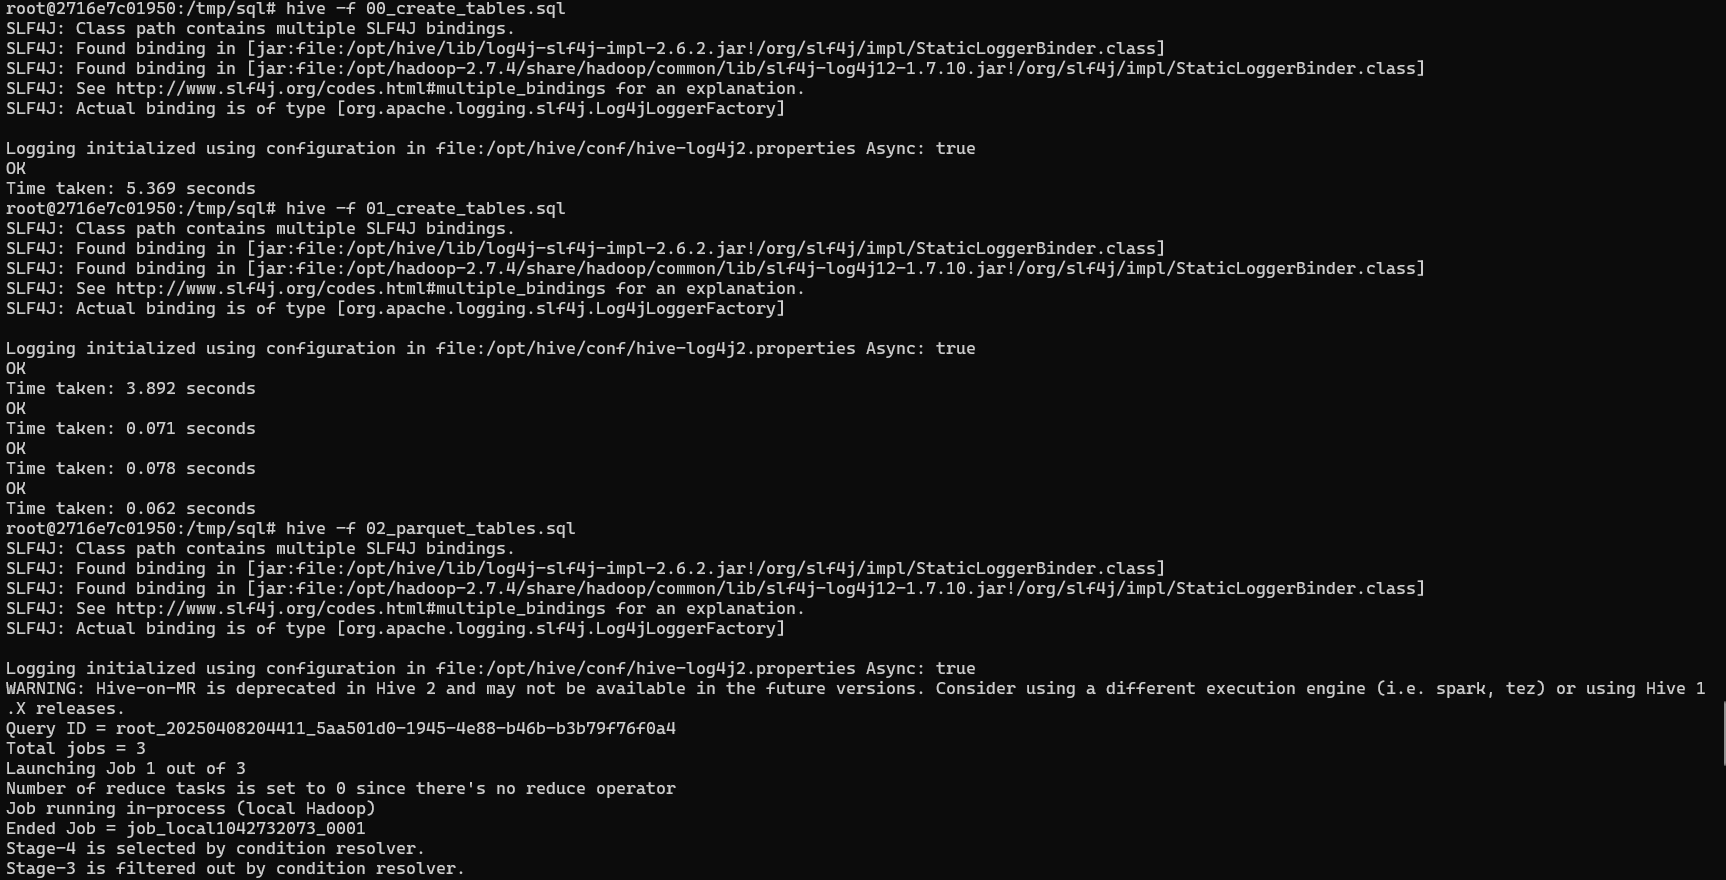 root@2716e7c01950:/tmp/sql# hive -f 00_create_tables.sql
SLF4J: Class path contains multiple SLF4J bindings.
SLF4J: Found binding in [jar:file:/opt/hive/lib/log4j-slf4j-impl-2.6.2.jar!/org/slf4j/impl/StaticLoggerBinder.class]
SLF4J: Found binding in [jar:file:/opt/hadoop-2.7.4/share/hadoop/common/lib/slf4j-log4j12-1.7.10.jar!/org/slf4j/impl/StaticLoggerBinder.class]
SLF4J: See http://www.slf4j.org/codes.html#multiple_bindings for an explanation.
SLF4J: Actual binding is of type [org.apache.logging.slf4j.Log4jLoggerFactory]

Logging initialized using configuration in file:/opt/hive/conf/hive-log4j2.properties Async: true
OK
Time taken: 5.369 seconds
root@2716e7c01950:/tmp/sql# hive -f 01_create_tables.sql
SLF4J: Class path contains multiple SLF4J bindings.
SLF4J: Found binding in [jar:file:/opt/hive/lib/log4j-slf4j-impl-2.6.2.jar!/org/slf4j/impl/StaticLoggerBinder.class]
SLF4J: Found binding in [jar:file:/opt/hadoop-2.7.4/share/hadoop/common/lib/slf4j-log4j12-1.7.10.jar!/org/slf4j/impl/StaticLoggerBinder.class]
SLF4J: See http://www.slf4j.org/codes.html#multiple_bindings for an explanation.
SLF4J: Actual binding is of type [org.apache.logging.slf4j.Log4jLoggerFactory]

Logging initialized using configuration in file:/opt/hive/conf/hive-log4j2.properties Async: true
OK
Time taken: 3.892 seconds
OK
Time taken: 0.071 seconds
OK
Time taken: 0.078 seconds
OK
Time taken: 0.062 seconds
root@2716e7c01950:/tmp/sql# hive -f 02_parquet_tables.sql
SLF4J: Class path contains multiple SLF4J bindings.
SLF4J: Found binding in [jar:file:/opt/hive/lib/log4j-slf4j-impl-2.6.2.jar!/org/slf4j/impl/StaticLoggerBinder.class]
SLF4J: Found binding in [jar:file:/opt/hadoop-2.7.4/share/hadoop/common/lib/slf4j-log4j12-1.7.10.jar!/org/slf4j/impl/StaticLoggerBinder.class]
SLF4J: See http://www.slf4j.org/codes.html#multiple_bindings for an explanation.
SLF4J: Actual binding is of type [org.apache.logging.slf4j.Log4jLoggerFactory]

Logging initialized using configuration in file:/opt/hive/conf/hive-log4j2.properties Async: true
WARNING: Hive-on-MR is deprecated in Hive 2 and may not be available in the future versions. Consider using a different execution engine (i.e. spark, tez) or using Hive 1
.X releases.
Query ID = root_20250408204411_5aa501d0-1945-4e88-b46b-b3b79f76f0a4
Total jobs = 3
Launching Job 1 out of 3
Number of reduce tasks is set to 0 since there's no reduce operator
Job running in-process (local Hadoop)
Ended Job = job_local1042732073_0001
Stage-4 is selected by condition resolver.
Stage-3 is filtered out by condition resolver.